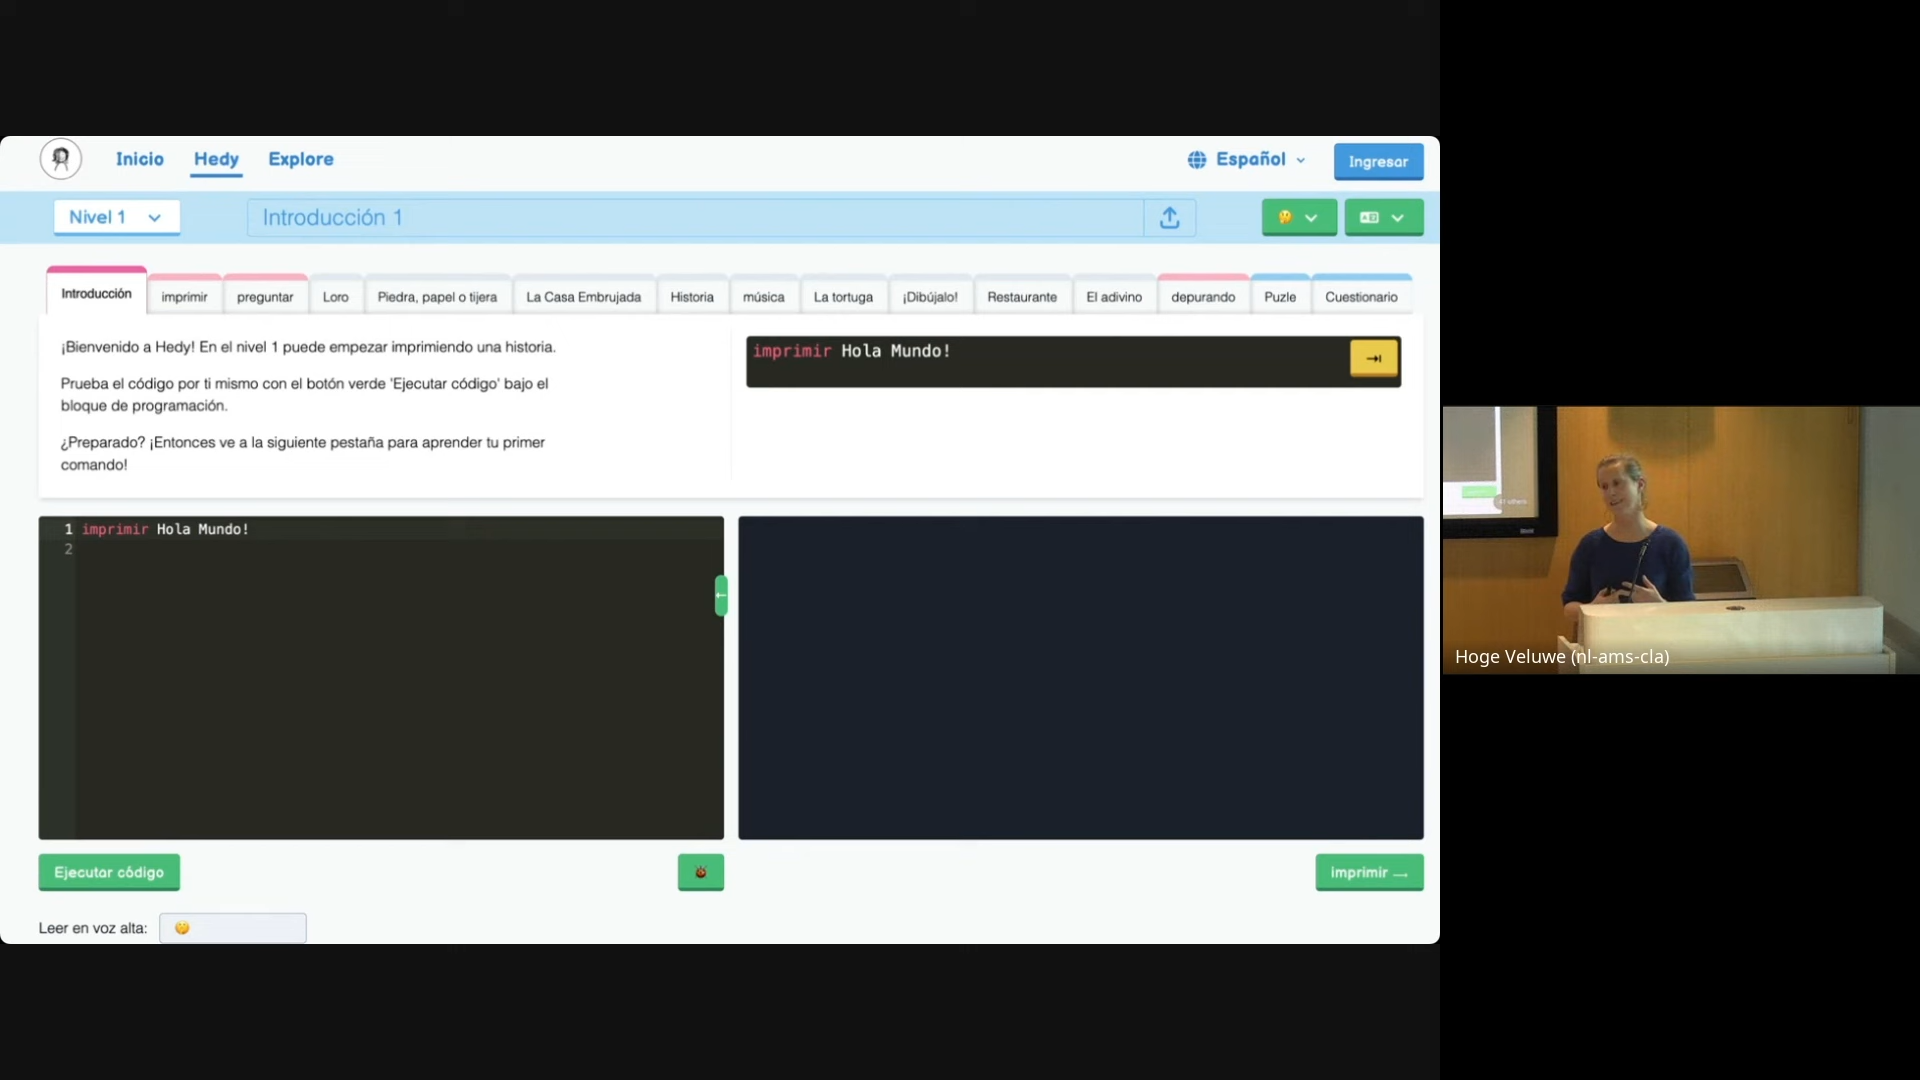 Inicio
Hedy
Explore
Español
Ingresar
Nivel 1
Introducción 1
Introducción
imprimir
preguntar
Loro
Piedra, papel o tijera
La Casa Embrujada
Historia
música
La tortuga
¡Dibújalo!
Restaurante
El adivino
depurando
Puzle
Cuestionario
¡Bienvenido a Hedy! En el nivel 1 puede empezar imprimiendo una historia.
Prueba el código por ti mismo con el botón verde 'Ejecutar código' bajo el
bloque de programación.
¿Preparado? ¡Entonces ve a la siguiente pestaña para aprender tu primer
comando!
imprimir Hola Mundo!
1 imprimir Hola Mundo!
2
Ejecutar código
imprimir
Leer en voz alta:
Hoge Veluwe (nl-ams-cla)